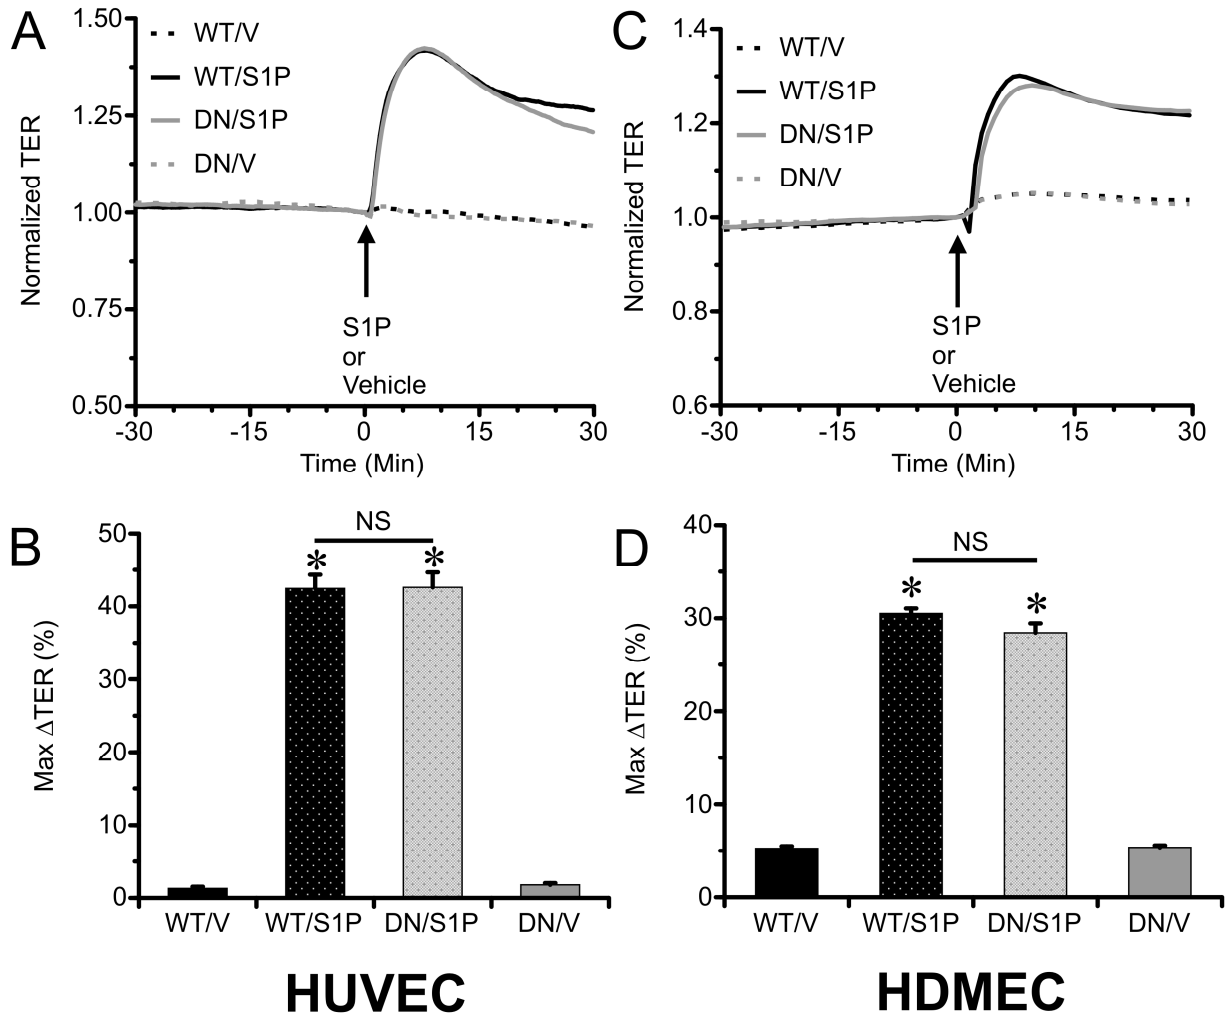 A
1.50
1.25
1.00
0.75
0.50
Normalized TER
WT/V
WT/S1P
DN/S1P
DN/V
S1P
or
Vehicle
-30 -15 0 15 30
Time (Min)
C
1.4
1.2
1.0
0.8
0.6
Normalized TER
WT/V
WT/S1P
DN/S1P
DN/V
S1P
or
Vehicle
-30 -15 0 15 30
Time (Min)
B
50
40
30
20
10
0
Max ΔTER (%)
NS
* *
WT/V WT/S1P DN/S1P DN/V
HUVEC
D
40
30
20
10
0
Max ΔTER (%)
NS
* *
WT/V WT/S1P DN/S1P DN/V
HDMEC